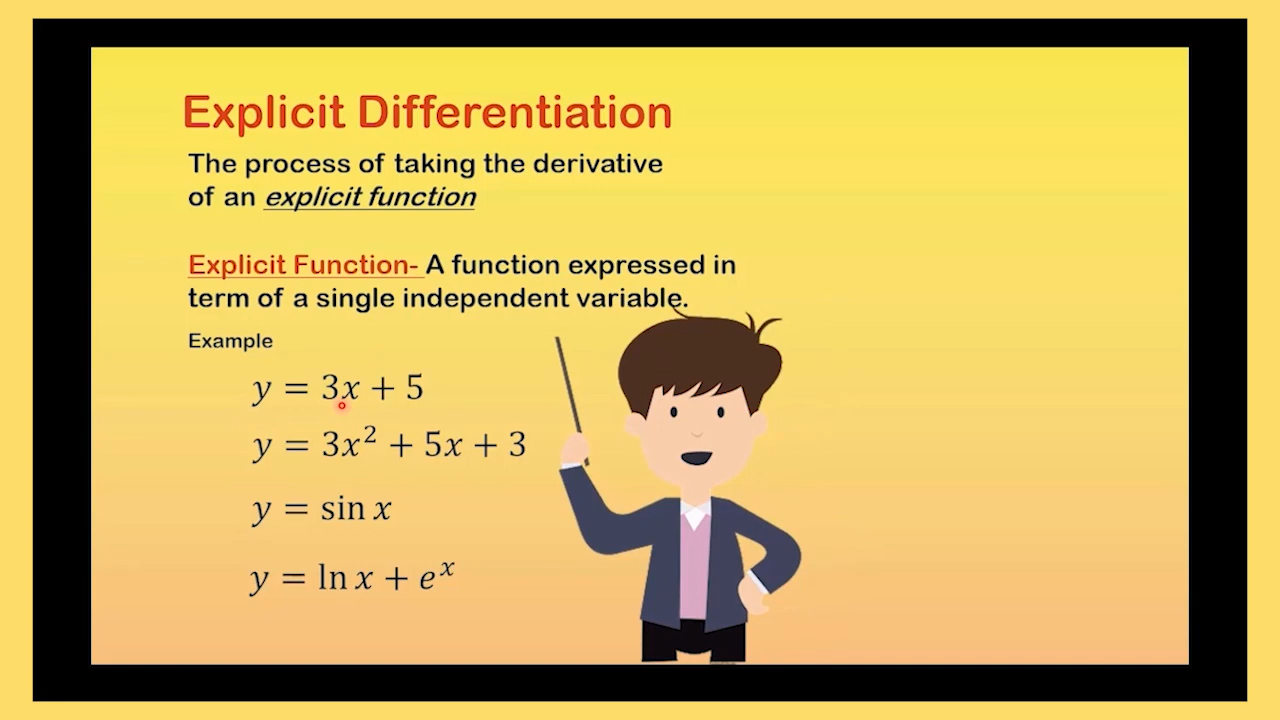 Explicit Differentiation
The process of taking the derivative
of an explicit function
Explicit Function- A function expressed in
term of a single independent variable.
Example
y = 3x + 5
y = 3x² + 5x + 3
y = sin x
y = ln x + eˣ